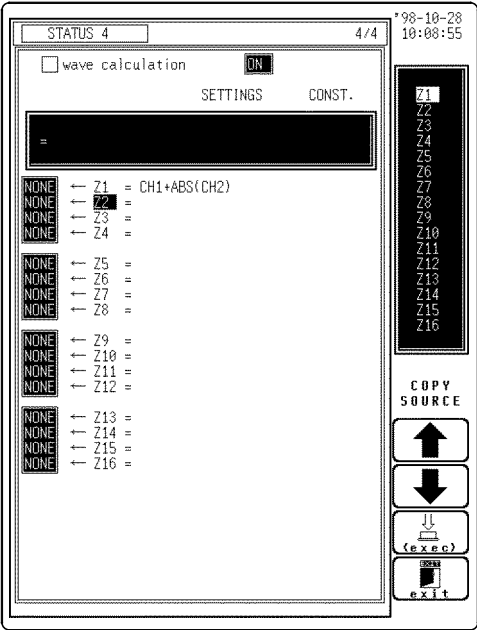 STATUS 4 4/4
'98-10-28
10:08:55
wave calculation ON
SETTINGS CONST.
=
NONE ← Z1 = CH1+ABS(CH2)
NONE ← Z2 =
NONE ← Z3 =
NONE ← Z4 =
NONE ← Z5 =
NONE ← Z6 =
NONE ← Z7 =
NONE ← Z8 =
NONE ← Z9 =
NONE ← Z10 =
NONE ← Z11 =
NONE ← Z12 =
NONE ← Z13 =
NONE ← Z14 =
NONE ← Z15 =
NONE ← Z16 =
Z1
Z2
Z3
Z4
Z5
Z6
Z7
Z8
Z9
Z10
Z11
Z12
Z13
Z14
Z15
Z16
COPY
SOURCE
(exec)
EXIT
exit